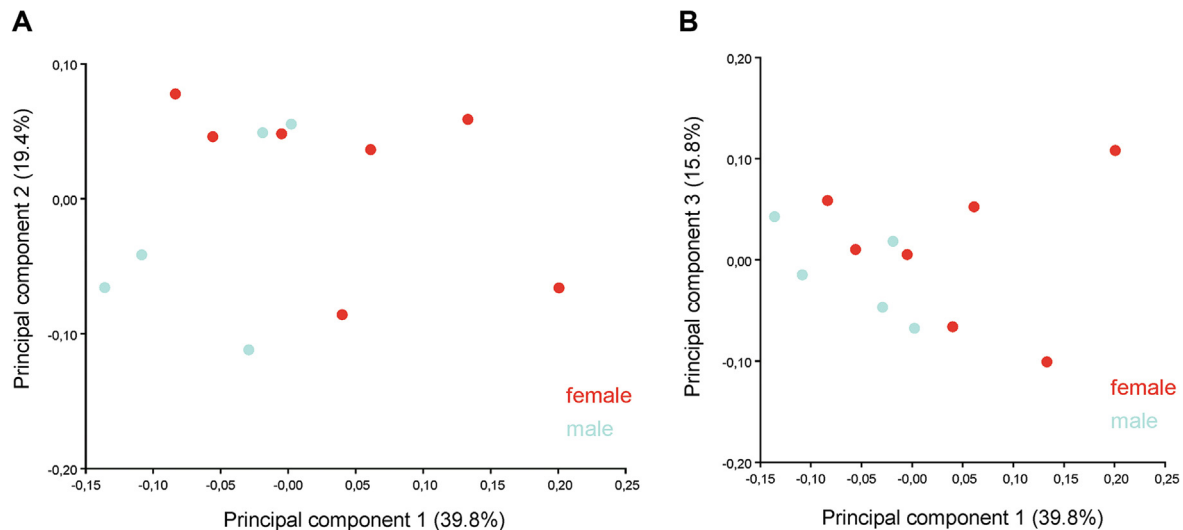 A
Principal component 2 (19.4%)
0,10
0,00
-0,10
-0,20
-0,15
-0,10
-0,05
-0,00
0,05
0,10
0,15
0,20
0,25
Principal component 1 (39.8%)
female
male
B
Principal component 3 (15.8%)
0,20
0,10
0,00
-0,10
-0,20
-0,15
-0,10
-0,05
-0,00
0,05
0,10
0,15
0,20
0,25
Principal component 1 (39.8%)
female
male